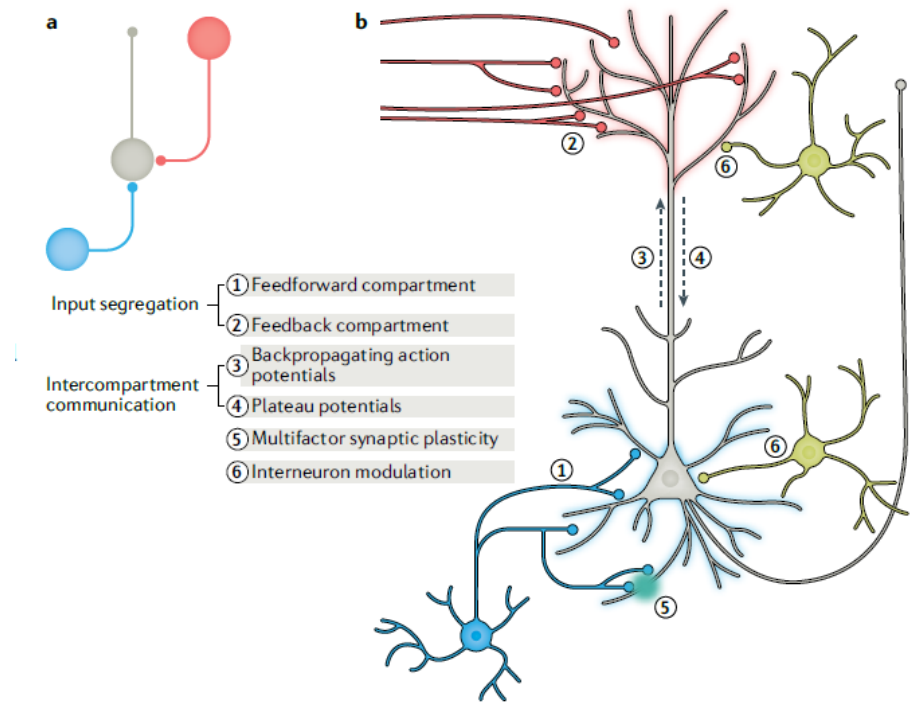 a
b
② 
⑥
③
④
Input segregation
① Feedforward compartment
② Feedback compartment
Intercompartment
communication
③ Backpropagating action
potentials
④ Plateau potentials
⑤ Multifactor synaptic plasticity
⑥ Interneuron modulation
⑥
①
⑤